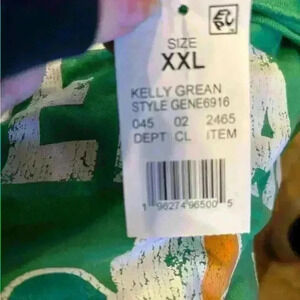 SIZE
XXL
KELLY GREAN
STYLE GENE6916
045 02 2465
DEPT CL ITEM
1 96274 96500 5